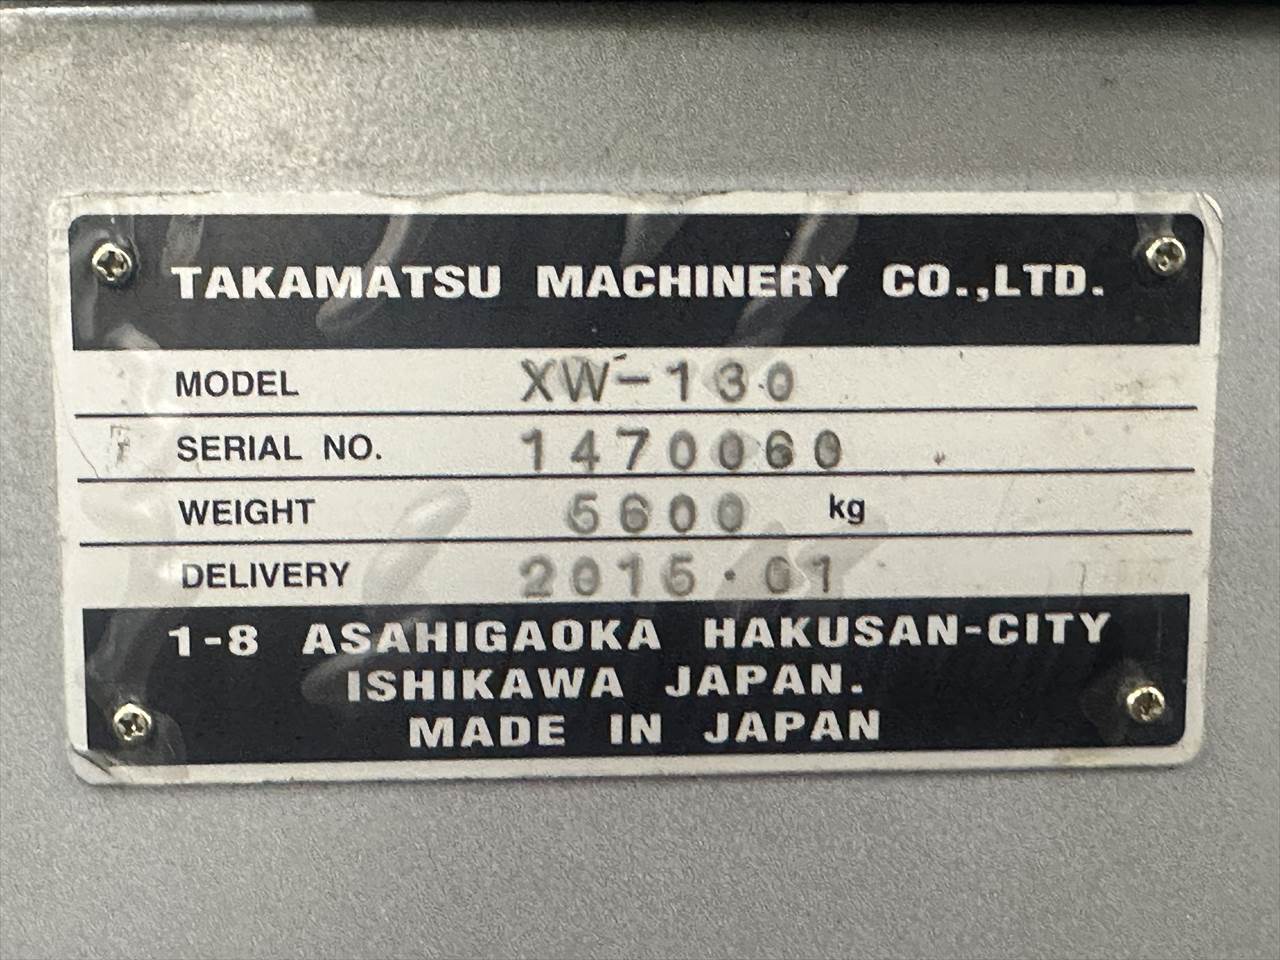 TAKAMATSU MACHINERY CO.,LTD.
MODEL XW-130
SERIAL NO. 1470060
WEIGHT 5600 kg
DELIVERY 2015・01
1-8 ASAHIGAOKA HAKUSAN-CITY
ISHIKAWA JAPAN.
MADE IN JAPAN